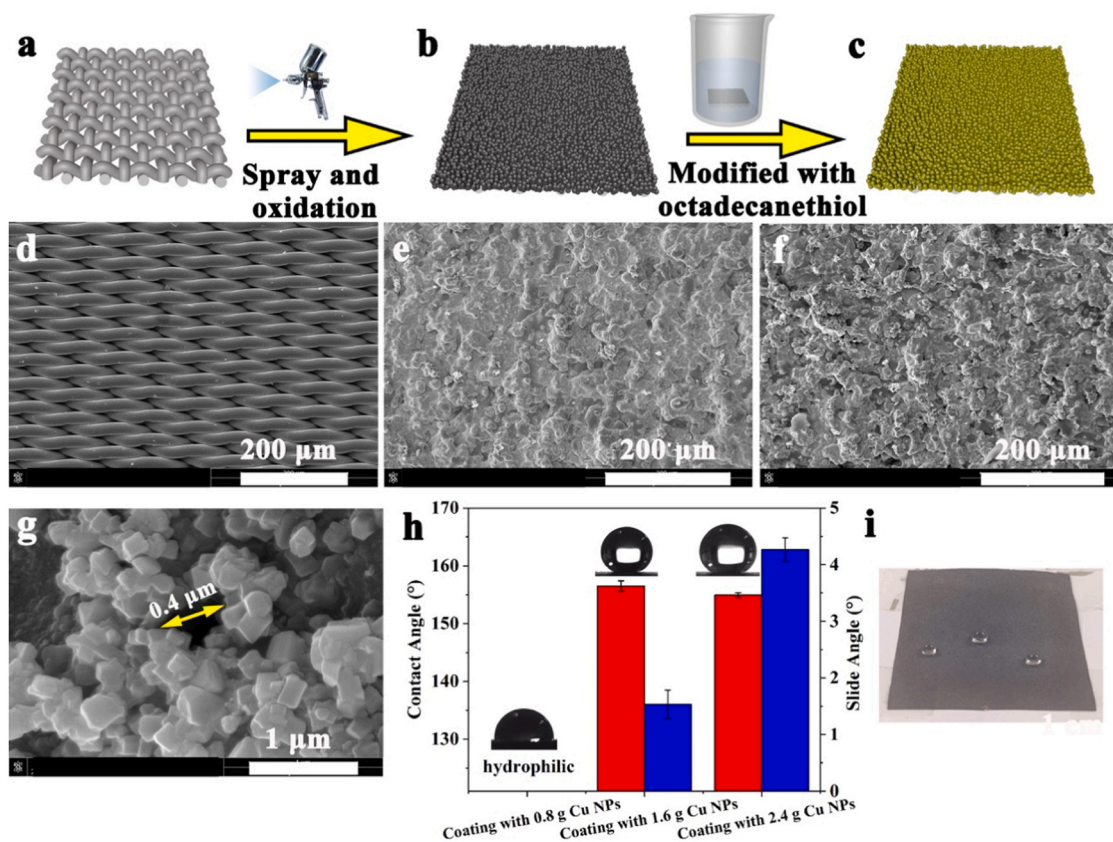 a
b
c
Spray and
oxidation
Modified with
octadecanethiol
d
200 μm
e
200 μm
f
200 μm
g
0.4 μm
1 μm
h
170
160
150
140
130
Contact Angle (°)
hydrophilic
5
4
3
2
1
0
Slide Angle (°)
Coating with 0.8 g Cu NPs
Coating with 1.6 g Cu NPs
Coating with 2.4 g Cu NPs
i
1 cm